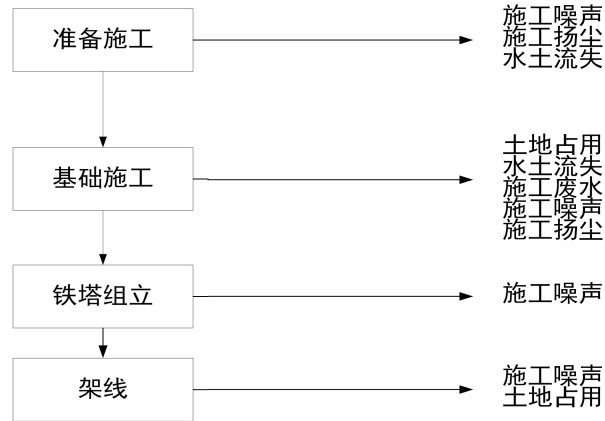 准备施工
施工噪声
施工扬尘
水土流失
基础施工
土地占用
水土流失
施工废水
施工噪声
施工扬尘
铁塔组立
施工噪声
架线
施工噪声
土地占用